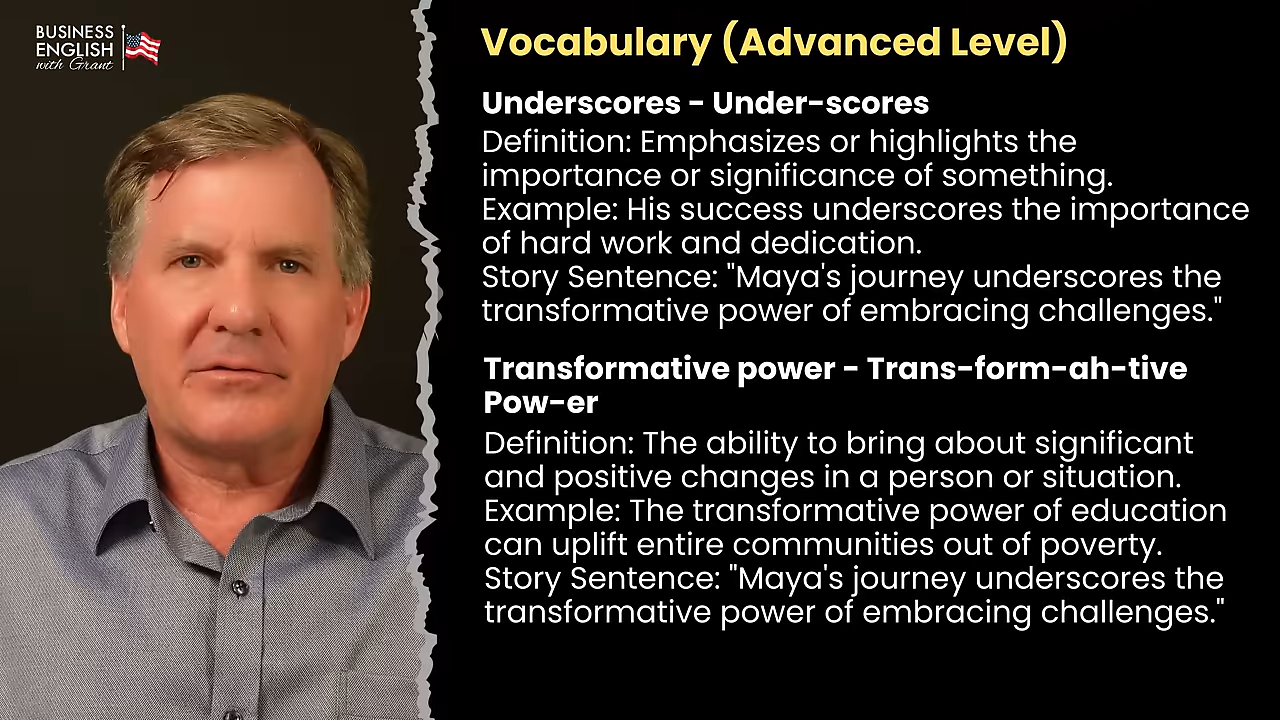 BUSINESS
ENGLISH
with Grant
Vocabulary (Advanced Level)
Underscores - Under-scores
Definition: Emphasizes or highlights the
importance or significance of something.
Example: His success underscores the importance
of hard work and dedication.
Story Sentence: "Maya's journey underscores the
transformative power of embracing challenges."
Transformative power - Trans-form-ah-tive
Pow-er
Definition: The ability to bring about significant
and positive changes in a person or situation.
Example: The transformative power of education
can uplift entire communities out of poverty.
Story Sentence: "Maya's journey underscores the
transformative power of embracing challenges."